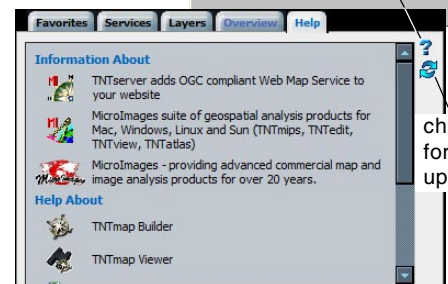 Favorites Services Layers Overview Help
Information About
TNTserver adds OGC compliant Web Map Service to
your website
MicroImages suite of geospatial analysis products for
Mac, Windows, Linux and Sun (TNTmips, TNTedit,
TNTview, TNTatlas)
MicroImages - providing advanced commercial map and
image analysis products for over 20 years.
Help About
TNTmap Builder
TNTmap Viewer
?
ch
for
up